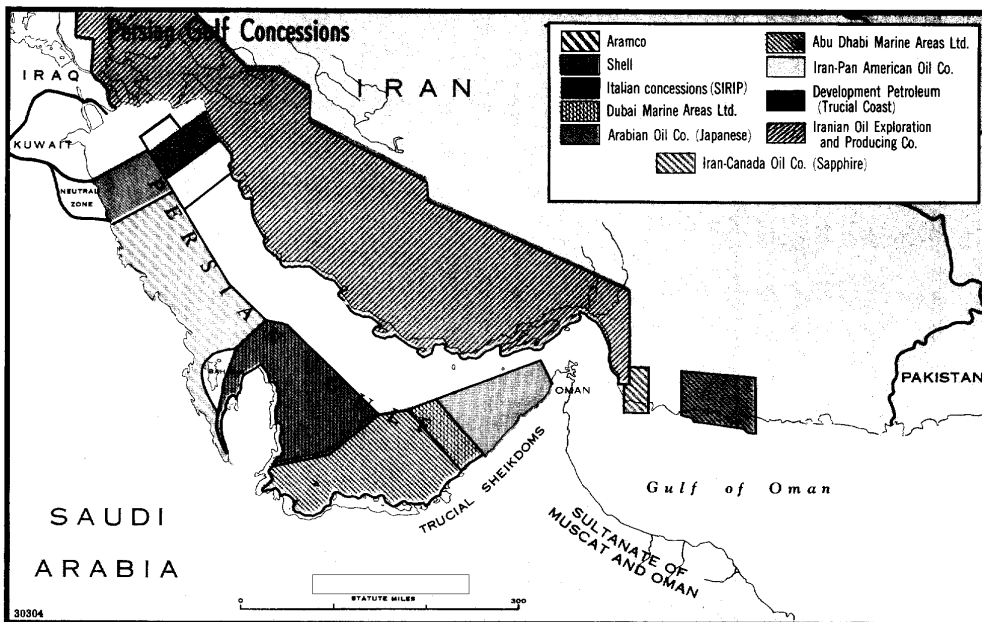 Persian Gulf Concessions
Aramco
Shell
Italian concessions (SIRIP)
Dubai Marine Areas Ltd.
Arabian Oil Co. (Japanese)
Abu Dhabi Marine Areas Ltd.
Iran-Pan American Oil Co.
Development Petroleum
(Trucial Coast)
Iranian Oil Exploration
and Producing Co.
Iran-Canada Oil Co. (Sapphire)
IRAQ
IRAN
KUWAIT
NEUTRAL
ZONE
PERSIA
OMAN
PAKISTAN
TRUCIAL SHEIKDOMS
Gulf of Oman
SULTANATE OF
MUSCAT AND OMAN
SAUDI
ARABIA
STATUTE MILES
0 300
30304